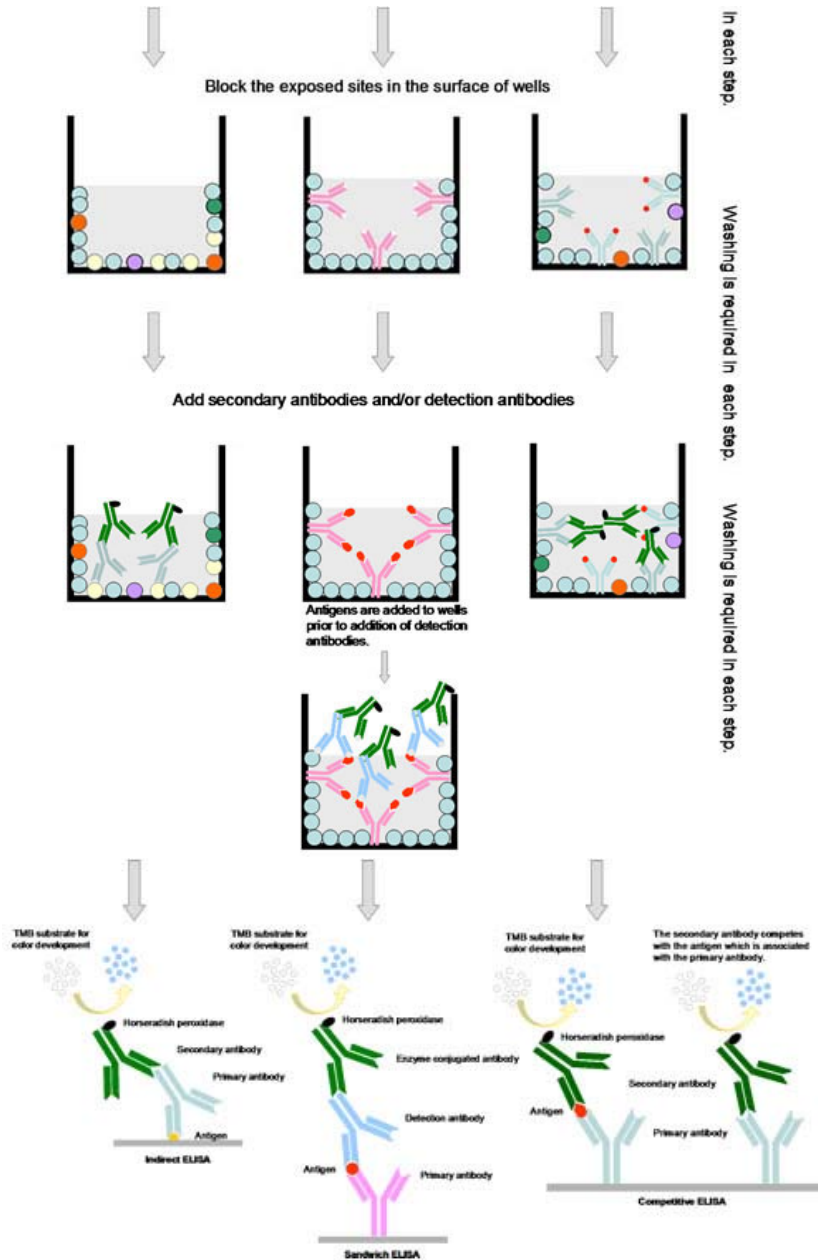 in each step.
Block the exposed sites in the surface of wells
Washing is required in each step.
Add secondary antibodies and/or detection antibodies
Antigens are added to wells
prior to addition of detection
antibodies.
Washing is required in each step.
TMB substrate for
color development
Horseradish peroxidase
Secondary antibody
Primary antibody
Antigen
Indirect ELISA
TMB substrate for
color development
Horseradish peroxidase
Enzyme conjugated antibody
Detection antibody
Antigen
Primary antibody
Sandwich ELISA
TMB substrate for
color development
The secondary antibody competes
with the antigen which is associated
with the primary antibody.
Horseradish peroxidase
Secondary antibody
Antigen
Primary antibody
Competitive ELISA